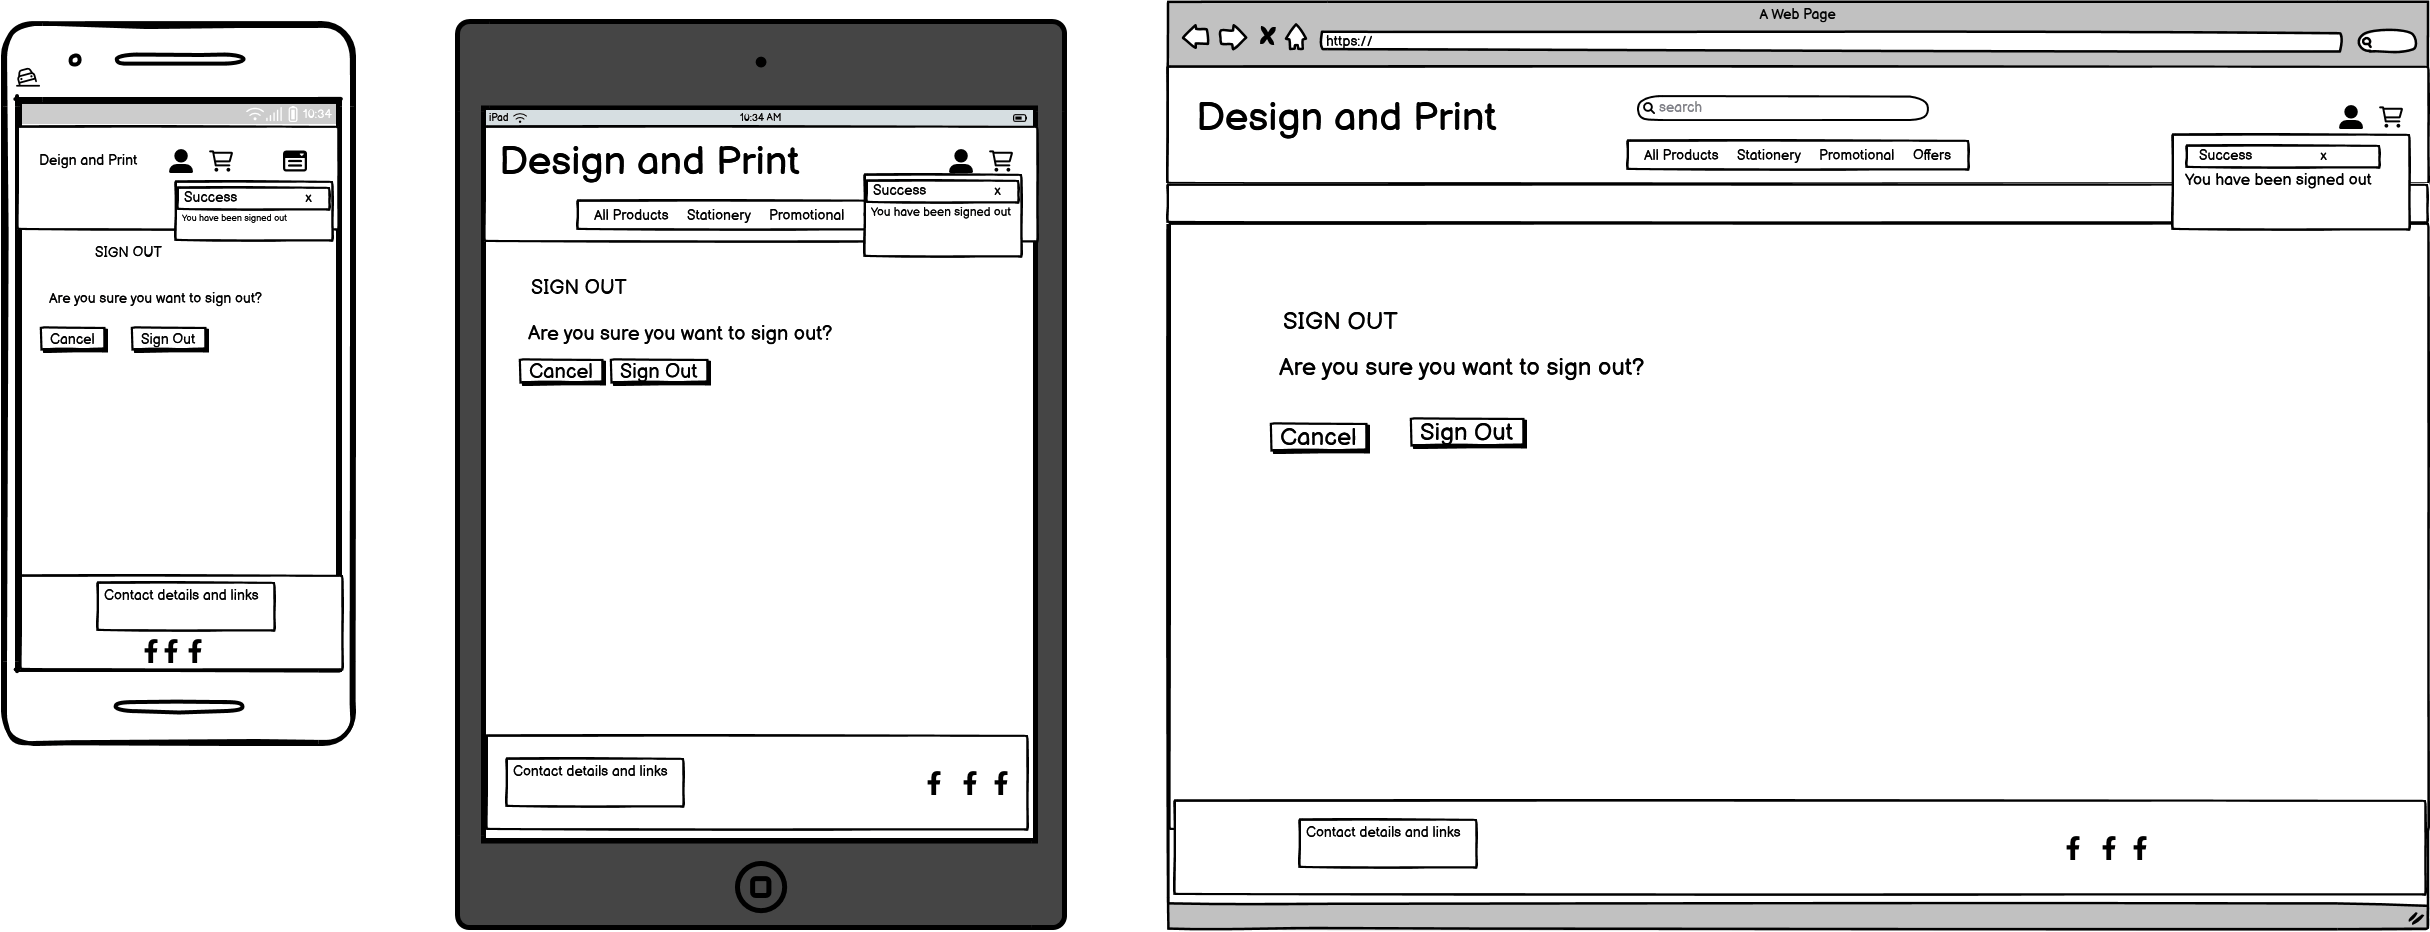 10:34
Deign and Print
Success x
You have been signed out
SIGN OUT
Are you sure you want to sign out?
Cancel Sign Out
Contact details and links
iPad 10:34 AM
Design and Print
Success x
You have been signed out
All Products Stationery Promotional
SIGN OUT
Are you sure you want to sign out?
Cancel Sign Out
Contact details and links
A Web Page
https://
Design and Print
search
All Products Stationery Promotional Offers
Success x
You have been signed out
SIGN OUT
Are you sure you want to sign out?
Cancel Sign Out
Contact details and links